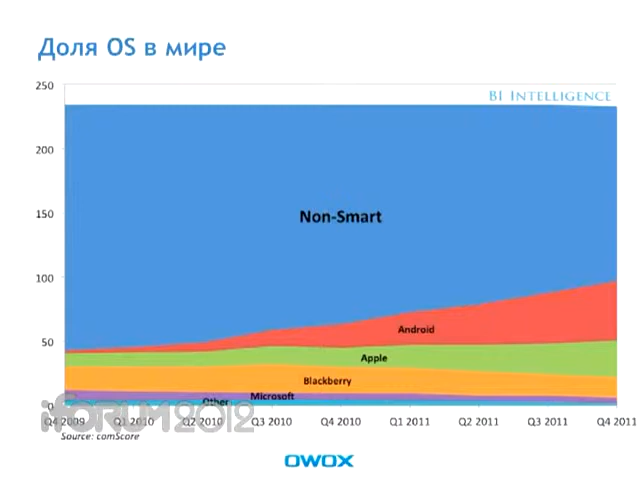 Доля OS в мире
250
BI INTELLIGENCE
200
Non-Smart
150
100
Android
50
Apple
Blackberry
Microsoft
Other
0
iFORUM2012
Q4 2009 Q1 2010 Q2 2010 Q3 2010 Q4 2010 Q1 2011 Q2 2011 Q3 2011 Q4 2011
Source: comScore
OWOX